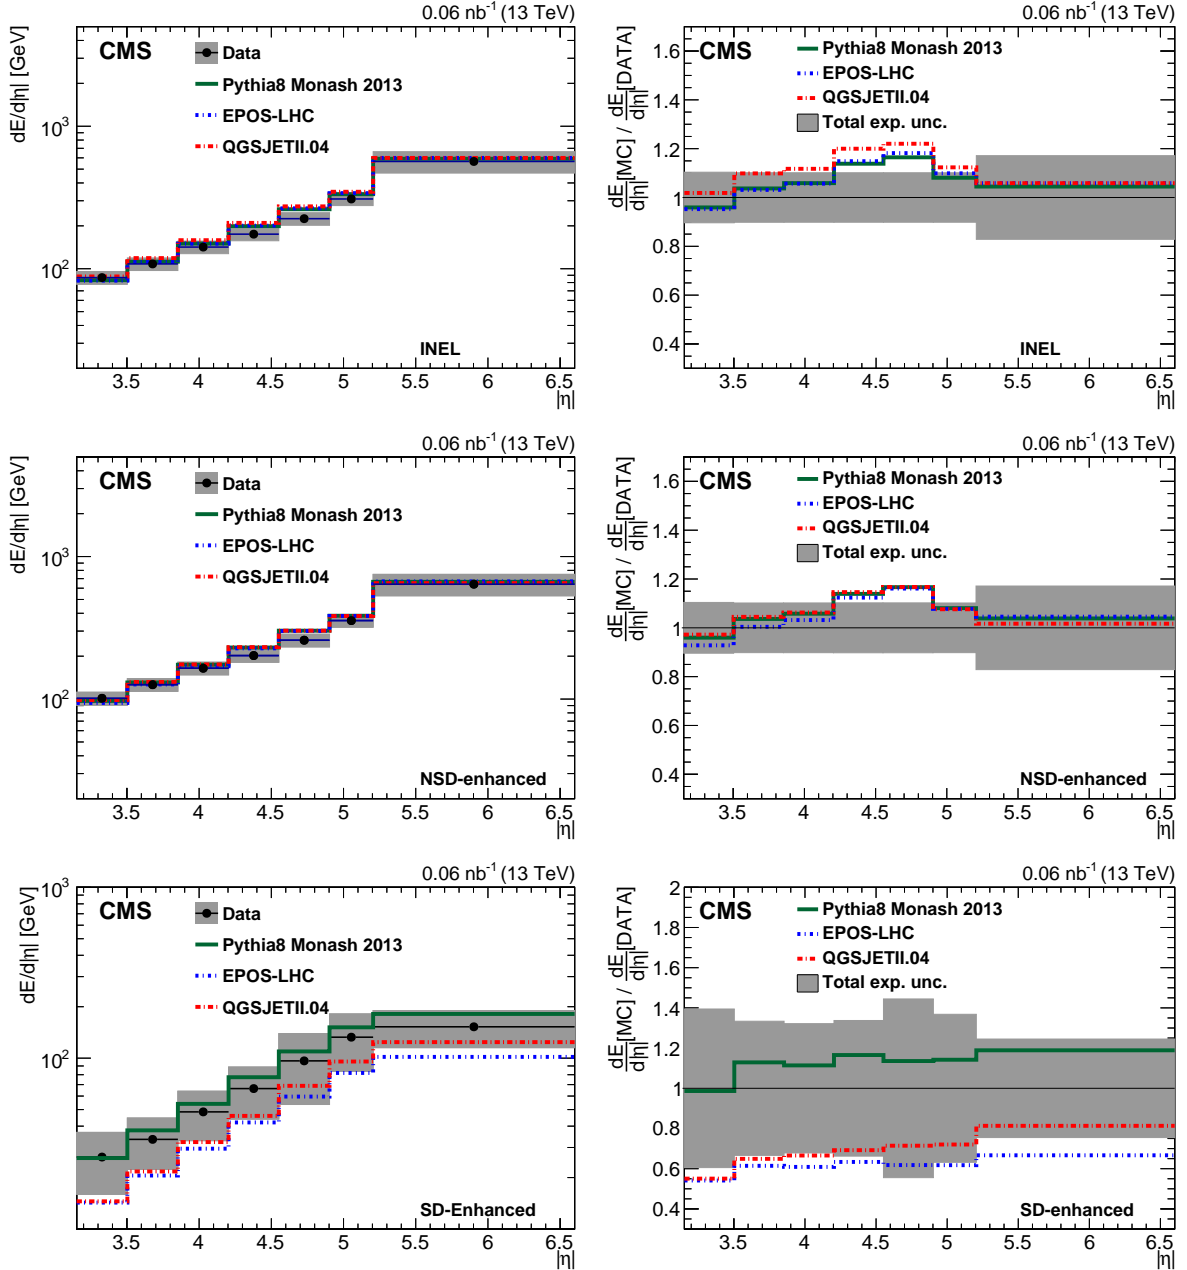 0.06 nb⁻¹ (13 TeV)
CMS
Data
Pythia8 Monash 2013
EPOS-LHC
QGSJETII.04
dE/d|η| [GeV]
10³
10²
INEL
3.5 4 4.5 5 5.5 6 6.5
|η|
0.06 nb⁻¹ (13 TeV)
CMS
Pythia8 Monash 2013
EPOS-LHC
QGSJETII.04
Total exp. unc.
dE/d|η| [MC] / dE/d|η| [DATA]
1.6
1.4
1.2
1
0.8
0.6
0.4
INEL
3.5 4 4.5 5 5.5 6 6.5
|η|
0.06 nb⁻¹ (13 TeV)
CMS
Data
Pythia8 Monash 2013
EPOS-LHC
QGSJETII.04
dE/d|η| [GeV]
10³
10²
NSD-enhanced
3.5 4 4.5 5 5.5 6 6.5
|η|
0.06 nb⁻¹ (13 TeV)
CMS
Pythia8 Monash 2013
EPOS-LHC
QGSJETII.04
Total exp. unc.
dE/d|η| [MC] / dE/d|η| [DATA]
1.6
1.4
1.2
1
0.8
0.6
0.4
NSD-enhanced
3.5 4 4.5 5 5.5 6 6.5
|η|
0.06 nb⁻¹ (13 TeV)
CMS
Data
Pythia8 Monash 2013
EPOS-LHC
QGSJETII.04
dE/d|η| [GeV]
10³
10²
SD-Enhanced
3.5 4 4.5 5 5.5 6 6.5
|η|
0.06 nb⁻¹ (13 TeV)
CMS
Pythia8 Monash 2013
EPOS-LHC
QGSJETII.04
Total exp. unc.
dE/d|η| [MC] / dE/d|η| [DATA]
2
1.8
1.6
1.4
1.2
1
0.8
0.6
0.4
SD-enhanced
3.5 4 4.5 5 5.5 6 6.5
|η|